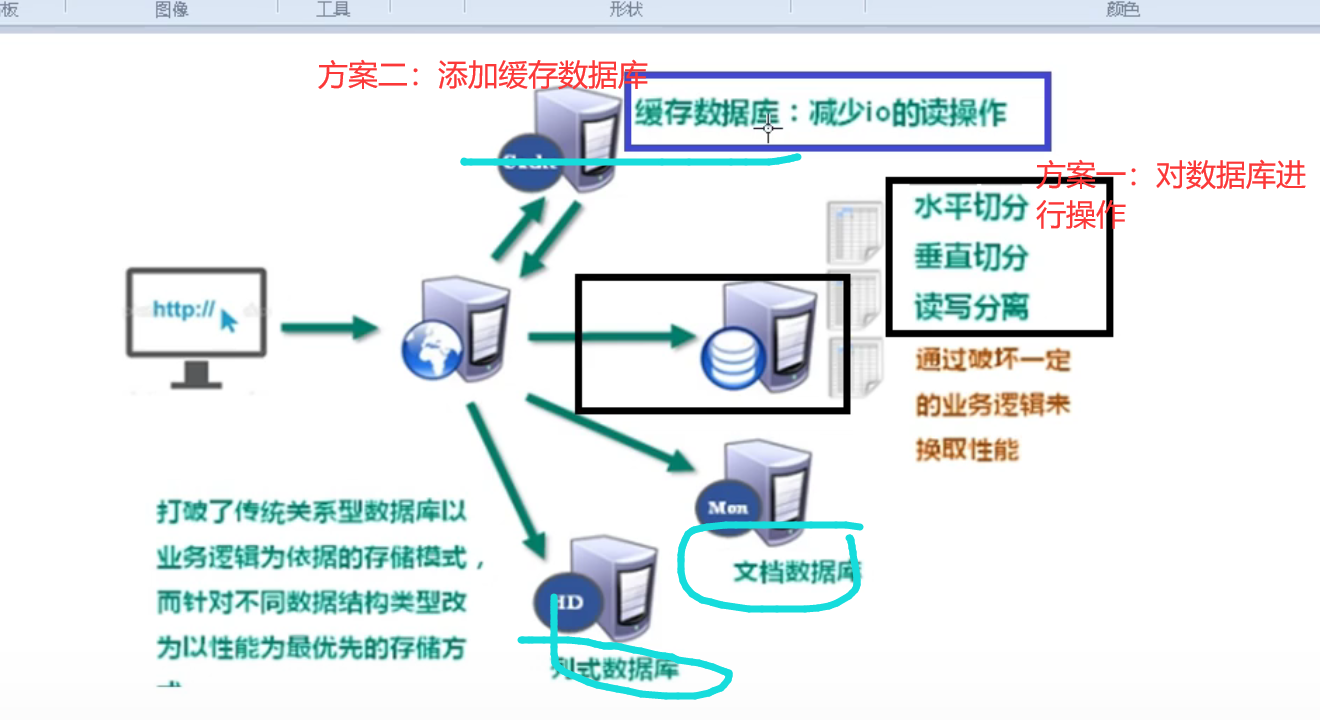 图像
工具
形状
颜色
方案二：添加缓存数据库
缓存数据库：减少io的读操作
方案一：对数据库进
行操作
水平切分
垂直切分
读写分离
http://
通过破坏一定
的业务逻辑来
换取性能
Mon
文档数据库
HD
列式数据库
打破了传统关系型数据库以
业务逻辑为依据的存储模式，
而针对不同数据结构类型改
为以性能为最优先的存储方